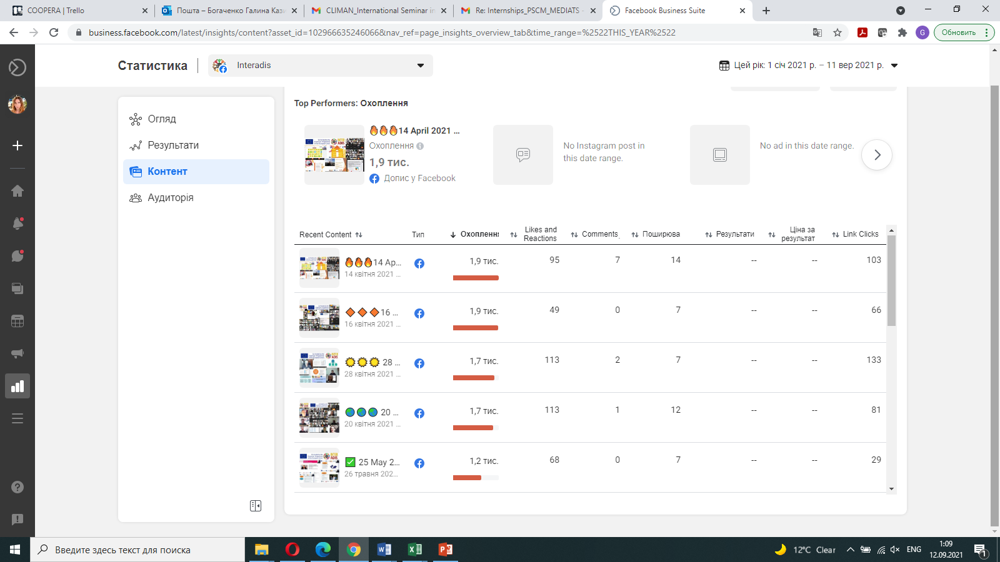 COOPERA | Trello
Пошта – Богаченко Галина Кази
CLIMAN_International Seminar in
Re: Internships_PSCM_MEDIATS -
Facebook Business Suite
business.facebook.com/latest/insights/content?asset_id=102966635246066&nav_ref=page_insights_overview_tab&time_range=%2522THIS_YEAR%2522
G
Обновить
Статистика
Interadis
Цей рік: 1 січ 2021 р. – 11 вер 2021 р.
Огляд
Результати
Контент
Аудиторія
Top Performers: Охоплення
14 April 2021 ...
Охоплення
1,9 тис.
Допис у Facebook
No Instagram post in
this date range.
No ad in this date range.
Recent Content
Тип
Охопленн
Likes and
Reactions
Comments
Поширюва
Результати
Ціна за
результат
Link Clicks
14 Ap...
14 квітня 2021 ...
1,9 тис.
95
7
14
--
--
103
16 ...
16 квітня 2021 ...
1,9 тис.
49
0
7
--
--
66
28 ...
28 квітня 2021 ...
1,7 тис.
113
2
7
--
--
133
20 ...
20 квітня 2021 ...
1,7 тис.
113
1
12
--
--
81
25 May 2...
26 травня 202...
1,2 тис.
68
0
7
--
--
29
Введите здесь текст для поиска
12°C Clear
ENG
1:09
12.09.2021
1